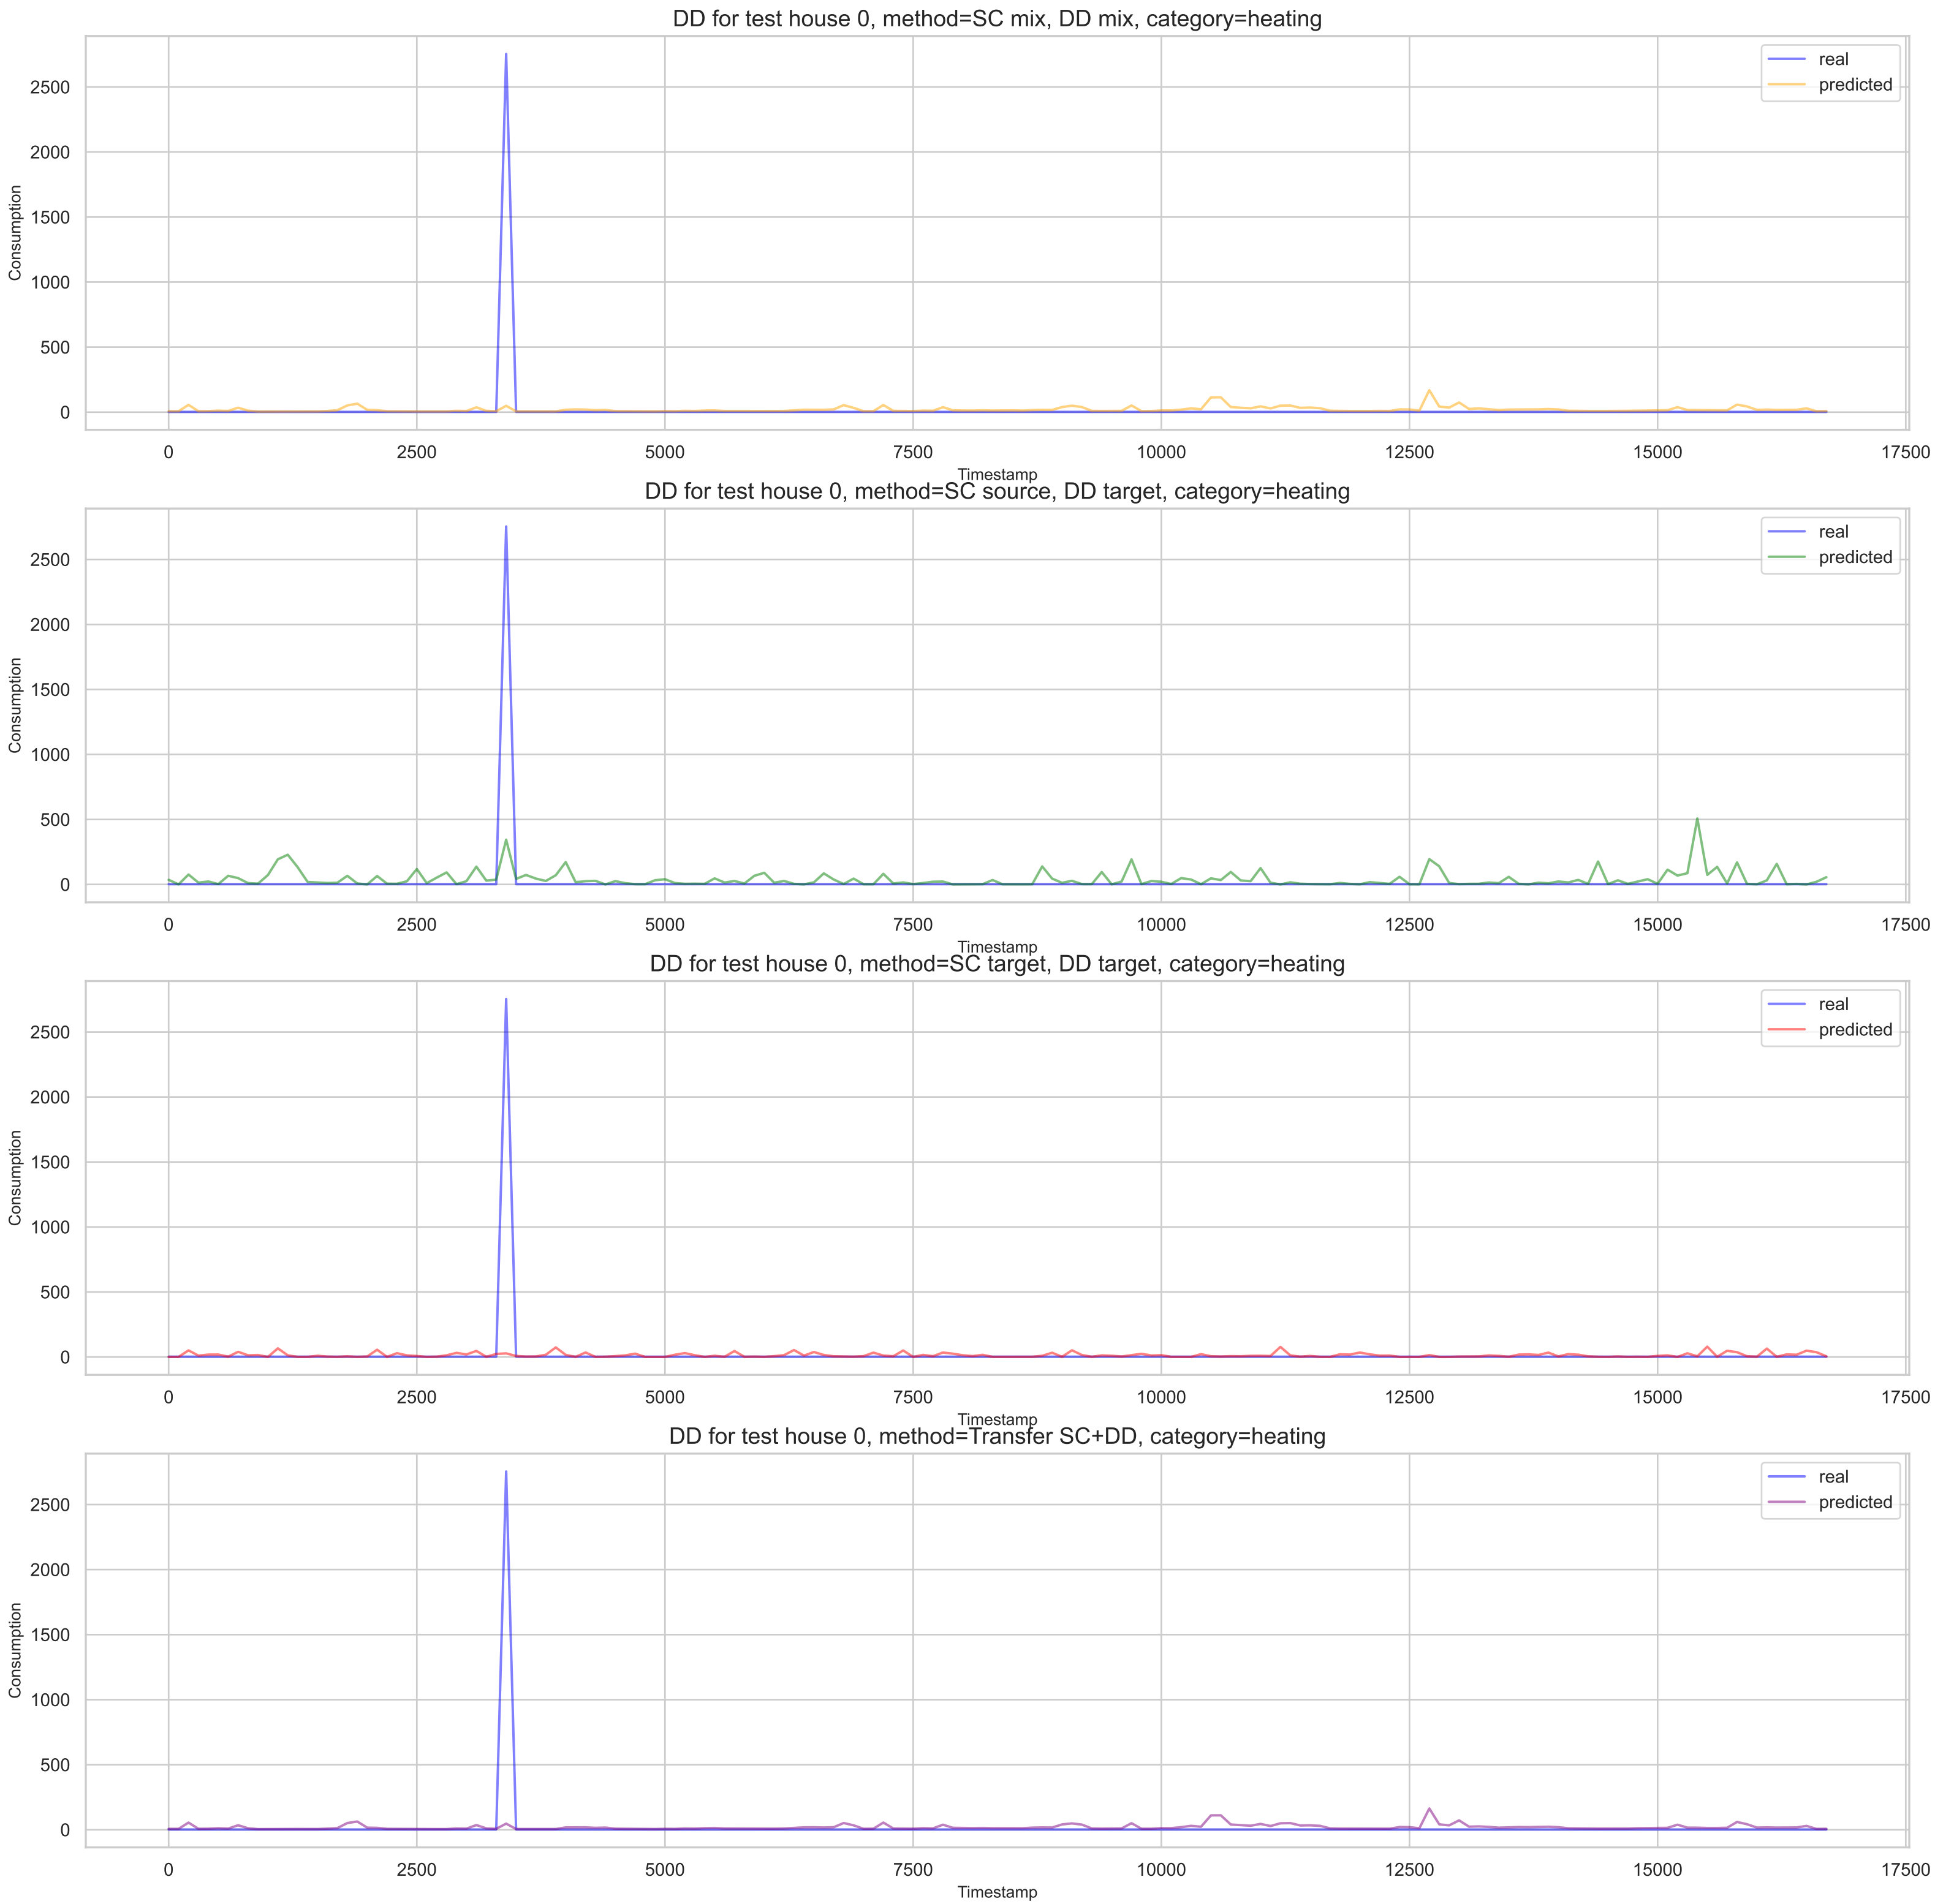 DD for test house 0, method=SC mix, DD mix, category=heating
real
predicted
Consumption
2500
2000
1500
1000
500
0
0 2500 5000 7500 10000 12500 15000 17500
Timestamp
DD for test house 0, method=SC source, DD target, category=heating
real
predicted
Consumption
2500
2000
1500
1000
500
0
0 2500 5000 7500 10000 12500 15000 17500
Timestamp
DD for test house 0, method=SC target, DD target, category=heating
real
predicted
Consumption
2500
2000
1500
1000
500
0
0 2500 5000 7500 10000 12500 15000 17500
Timestamp
DD for test house 0, method=Transfer SC+DD, category=heating
real
predicted
Consumption
2500
2000
1500
1000
500
0
0 2500 5000 7500 10000 12500 15000 17500
Timestamp